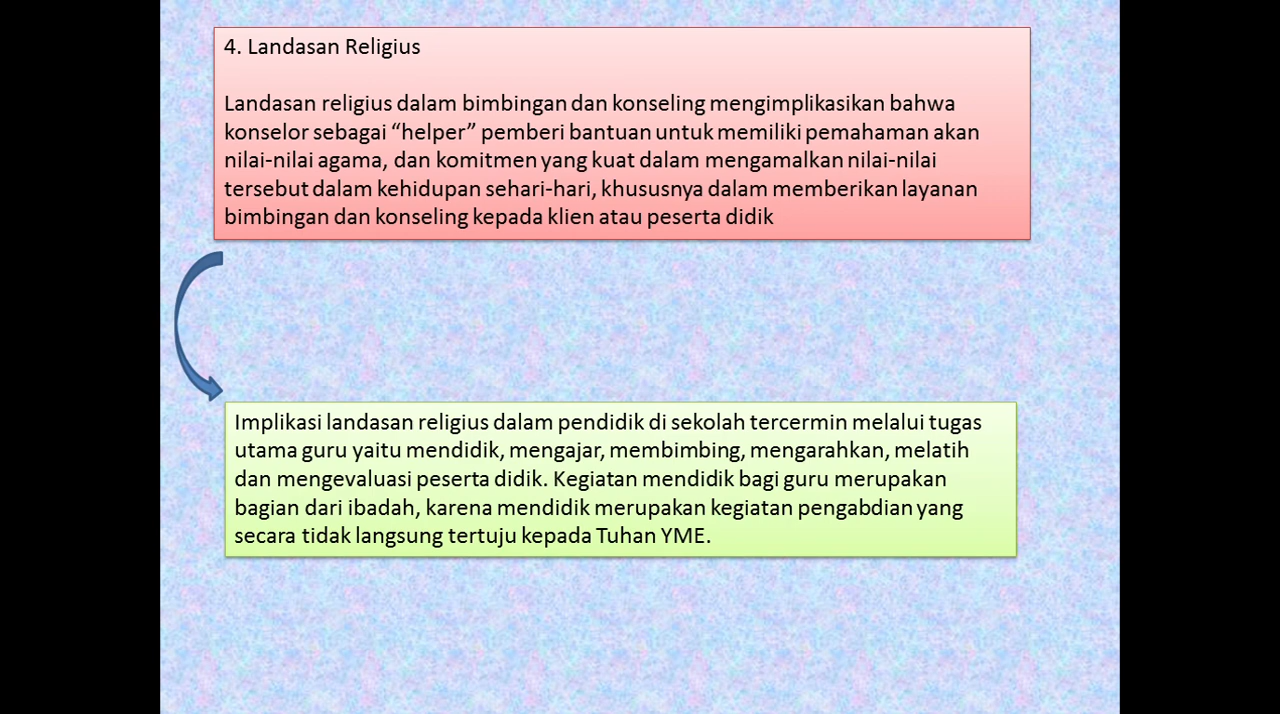 4. Landasan Religius
Landasan religius dalam bimbingan dan konseling mengimplikasikan bahwa
konselor sebagai “helper” pemberi bantuan untuk memiliki pemahaman akan
nilai-nilai agama, dan komitmen yang kuat dalam mengamalkan nilai-nilai
tersebut dalam kehidupan sehari-hari, khususnya dalam memberikan layanan
bimbingan dan konseling kepada klien atau peserta didik
Implikasi landasan religius dalam pendidik di sekolah tercermin melalui tugas
utama guru yaitu mendidik, mengajar, membimbing, mengarahkan, melatih
dan mengevaluasi peserta didik. Kegiatan mendidik bagi guru merupakan
bagian dari ibadah, karena mendidik merupakan kegiatan pengabdian yang
secara tidak langsung tertuju kepada Tuhan YME.